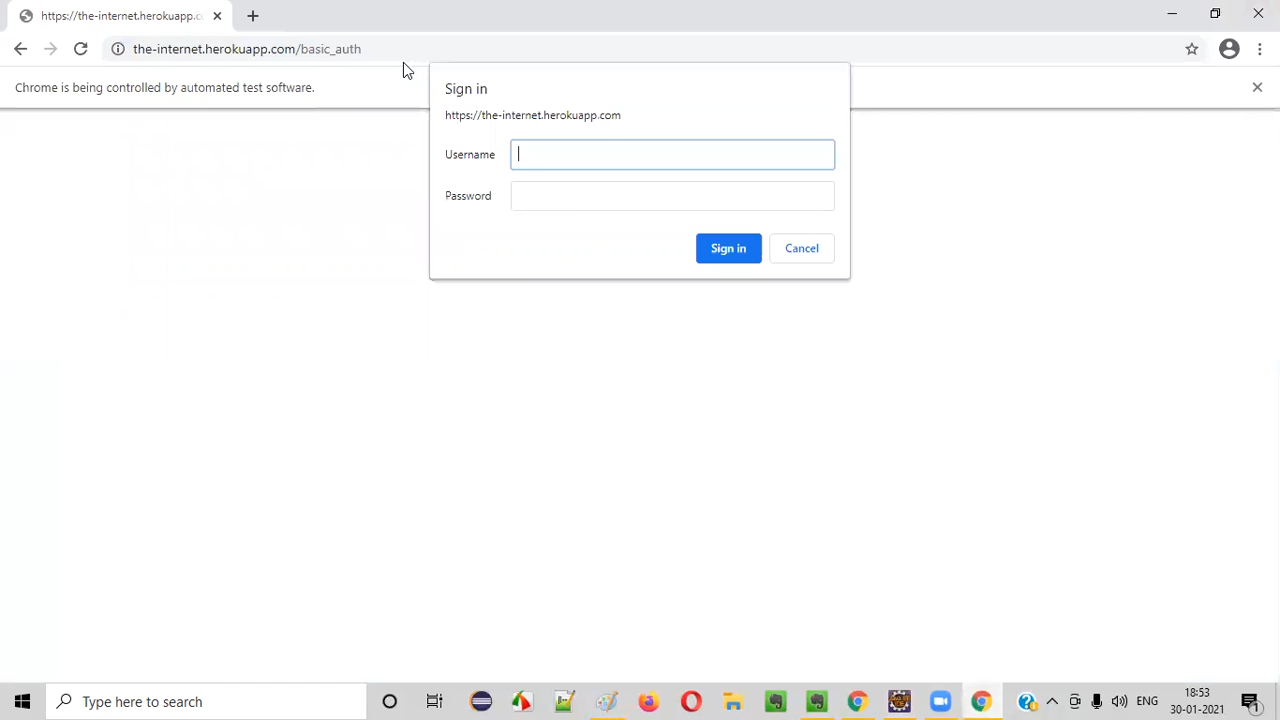 https://the-internet.herokuapp.co
the-internet.herokuapp.com/basic_auth
Chrome is being controlled by automated test software.
Sign in
https://the-internet.herokuapp.com
Username
Password
Sign in
Cancel
Type here to search
ENG
18:53
30-01-2021
1